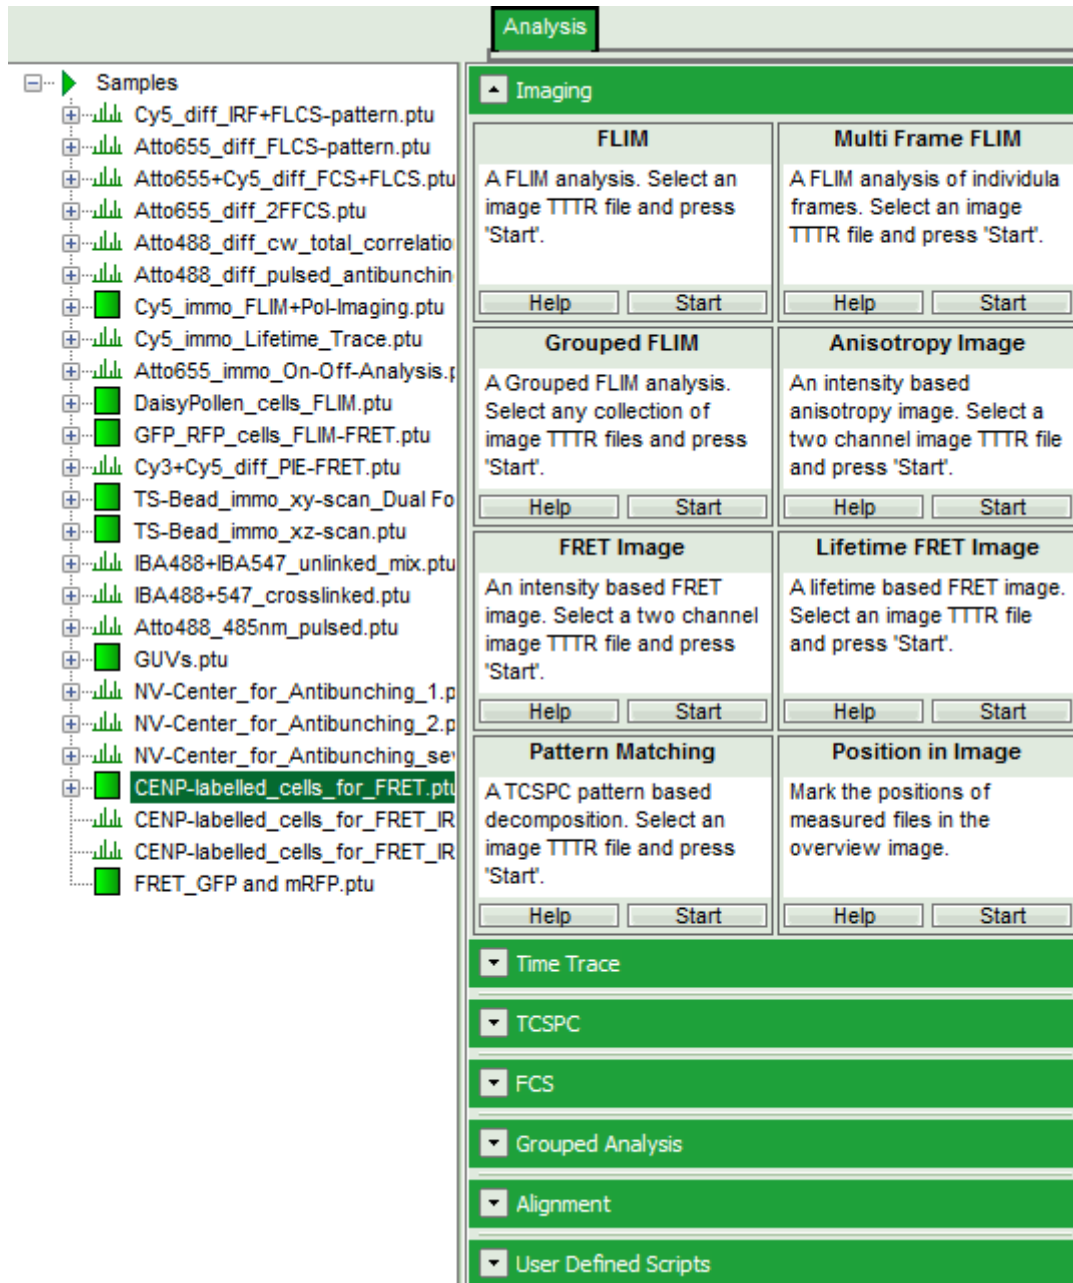 Analysis
Samples
Cy5_diff_IRF+FLCS-pattern.ptu
Atto655_diff_FLCS-pattern.ptu
Atto655+Cy5_diff_FCS+FLCS.ptu
Atto655_diff_2FFCS.ptu
Atto488_diff_cw_total_correlatio
Atto488_diff_pulsed_antibunchin
Cy5_immo_FLIM+Pol-Imaging.ptu
Cy5_immo_Lifetime_Trace.ptu
Atto655_immo_On-Off-Analysis.p
DaisyPollen_cells_FLIM.ptu
GFP_RFP_cells_FLIM-FRET.ptu
Cy3+Cy5_diff_PIE-FRET.ptu
TS-Bead_immo_xy-scan_Dual Fo
TS-Bead_immo_xz-scan.ptu
IBA488+IBA547_unlinked_mix.ptu
IBA488+547_crosslinked.ptu
Atto488_485nm_pulsed.ptu
GUVs.ptu
NV-Center_for_Antibunching_1.p
NV-Center_for_Antibunching_2.p
NV-Center_for_Antibunching_sev
CENP-labelled_cells_for_FRET.ptu
CENP-labelled_cells_for_FRET_IR
CENP-labelled_cells_for_FRET_IR
FRET_GFP and mRFP.ptu
Imaging
FLIM
A FLIM analysis. Select an
image TTTR file and press
'Start'.
Help Start
Multi Frame FLIM
A FLIM analysis of individula
frames. Select an image
TTTR file and press 'Start'.
Help Start
Grouped FLIM
A Grouped FLIM analysis.
Select any collection of
image TTTR files and press
'Start'.
Help Start
Anisotropy Image
An intensity based
anisotropy image. Select a
two channel image TTTR file
and press 'Start'.
Help Start
FRET Image
An intensity based FRET
image. Select a two channel
image TTTR file and press
'Start'.
Help Start
Lifetime FRET Image
A lifetime based FRET image.
Select an image TTTR file
and press 'Start'.
Help Start
Pattern Matching
A TCSPC pattern based
decomposition. Select an
image TTTR file and press
'Start'.
Help Start
Position in Image
Mark the positions of
measured files in the
overview image.
Help Start
Time Trace
TCSPC
FCS
Grouped Analysis
Alignment
User Defined Scripts